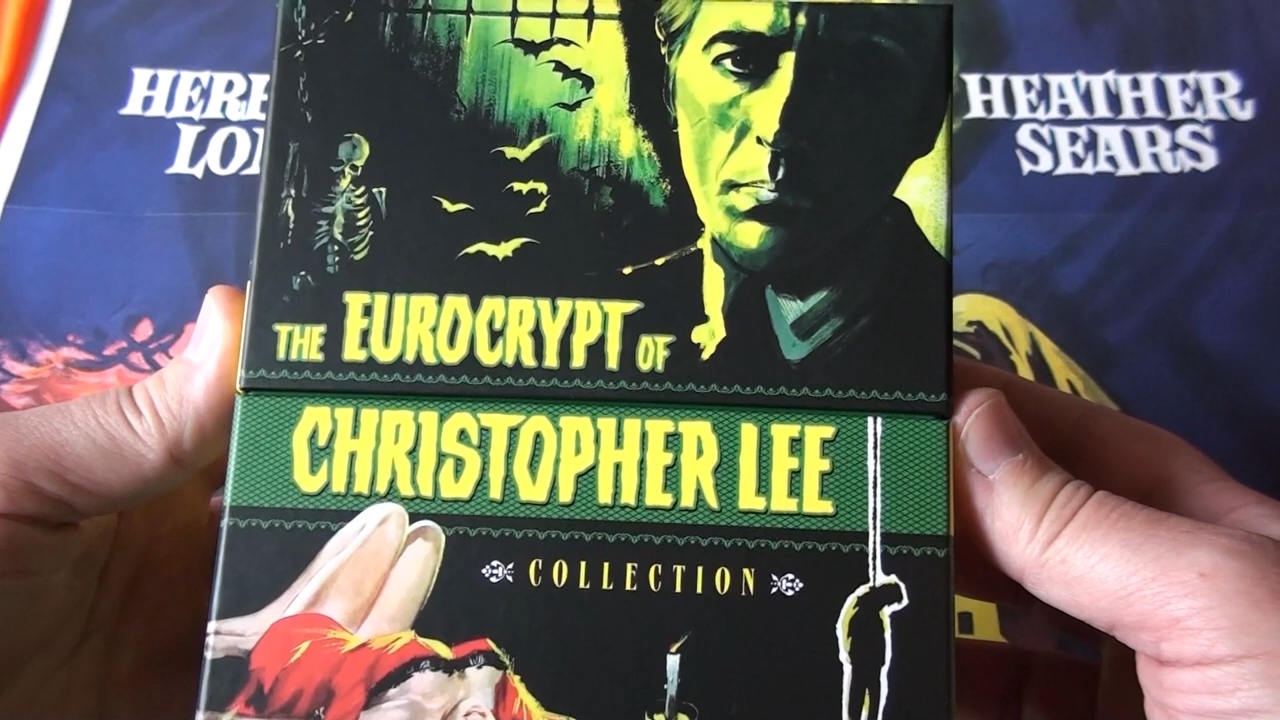 HEATHER
SEARS
THE EUROCRYPT OF
CHRISTOPHER LEE
COLLECTION